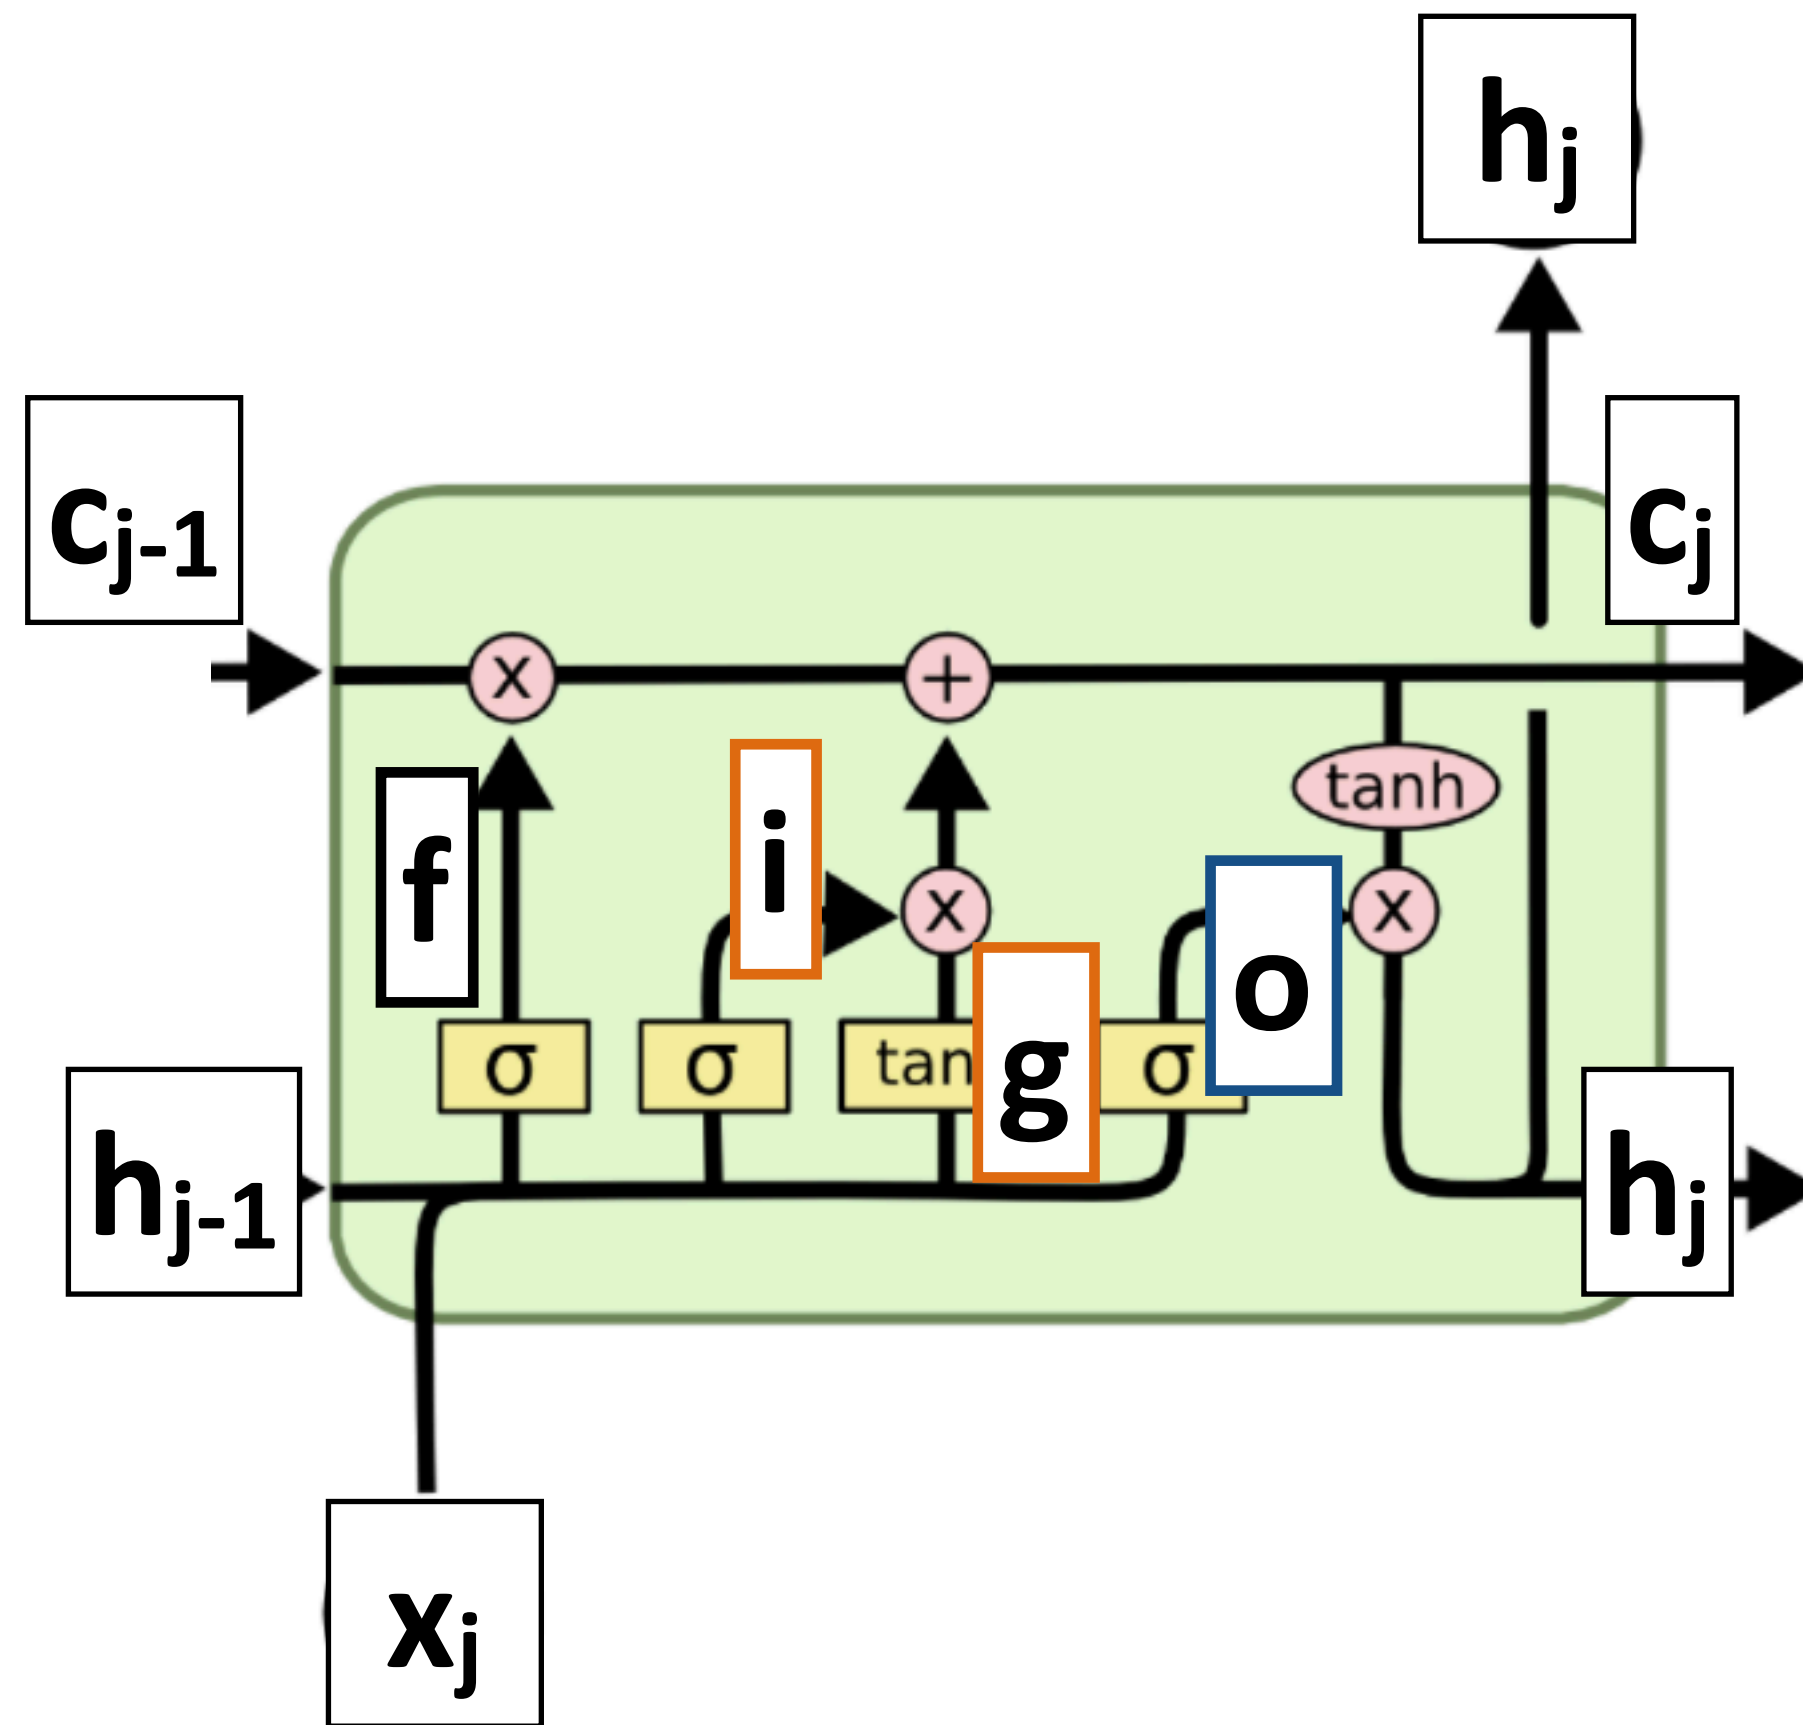 hj
cj-1
cj
x
+
tanh
f
i
x
x
o
g
σ
σ
tan
σ
hj-1
hj
xj